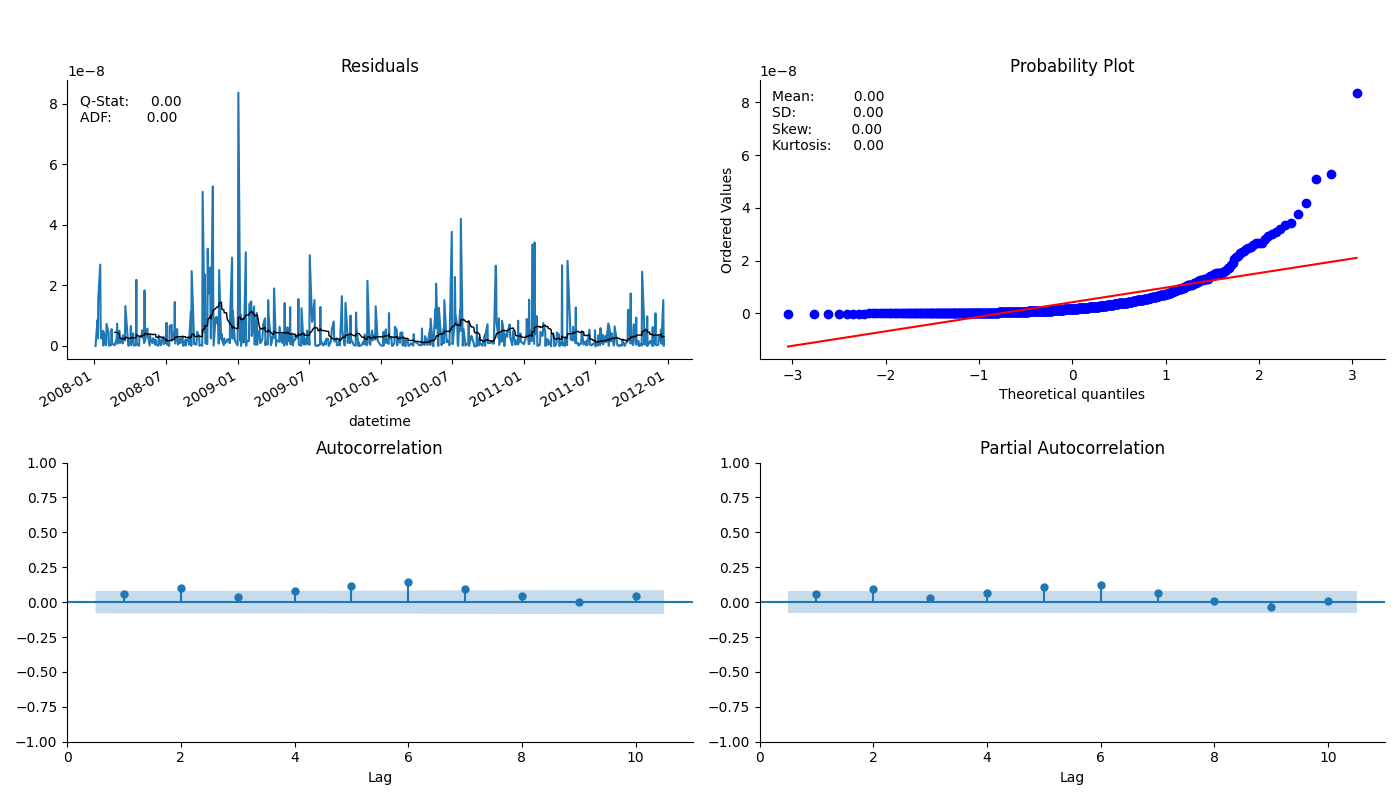 Residuals
1e−8
Q-Stat: 0.00
ADF: 0.00
8
6
4
2
0
2008-01
2008-07
2009-01
2009-07
2010-01
2010-07
2011-01
2011-07
2012-01
datetime
Probability Plot
1e−8
Mean: 0.00
SD: 0.00
Skew: 0.00
Kurtosis: 0.00
Ordered Values
8
6
4
2
0
−3 −2 −1 0 1 2 3
Theoretical quantiles
Autocorrelation
1.00
0.75
0.50
0.25
0.00
−0.25
−0.50
−0.75
−1.00
0 2 4 6 8 10
Lag
Partial Autocorrelation
1.00
0.75
0.50
0.25
0.00
−0.25
−0.50
−0.75
−1.00
0 2 4 6 8 10
Lag